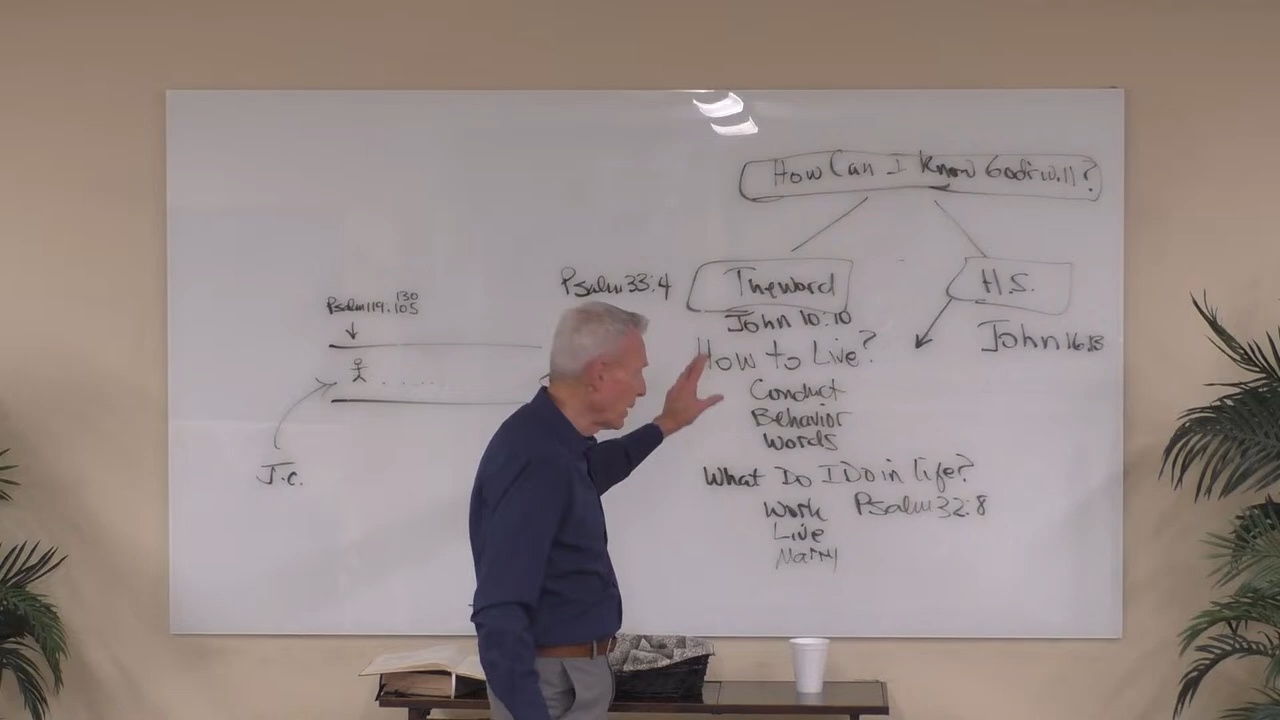 How Can I Know God's will?
Psalm 33:4
The word
H.S.
John 10:10
John 16:13
How to Live?
Conduct
Behavior
words
What Do I Do in life?
Work
Psalm 32:8
Live
Marry
130
Psalm 119:105
J.C.